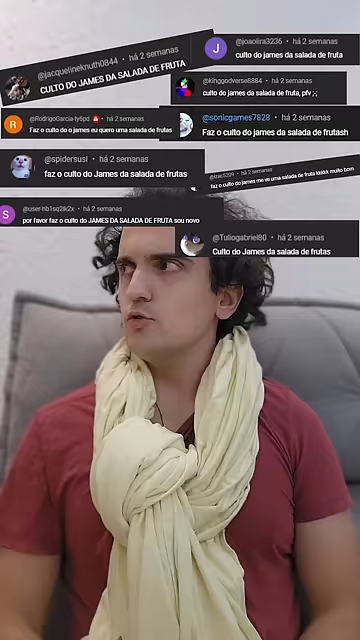 @jacquelineknuth0844 • há 2 semanas
CULTO DO JAMES DA SALADA DE FRUTA
J
@joaolira3236 • há 2 semanas
culto do james da salada de fruta
@kinggodverse6884 • há 2 semanas
culto do james da salada de fruta, pfv ;;
R
@RodrigoGarcia-ty6pd • há 2 semanas
Faz o culto do o james eu quero uma salada de frutas
@sonicgames7828 • há 2 semanas
Faz o culto do james da salada de frutash
@spidersusi • há 2 semanas
faz o culto do James da salada de frutas
@izac5209 • há 2 semanas
faz o culto do james me ve uma salada de fruta kkkkk muito bom
S
@user-nb1sq2ik2x • há 2 semanas
por favor faz o culto do JAMES DA SALADA DE FRUTA sou novo
@Tuliogabriel80 • há 2 semanas
Culto do James da salada de frutas